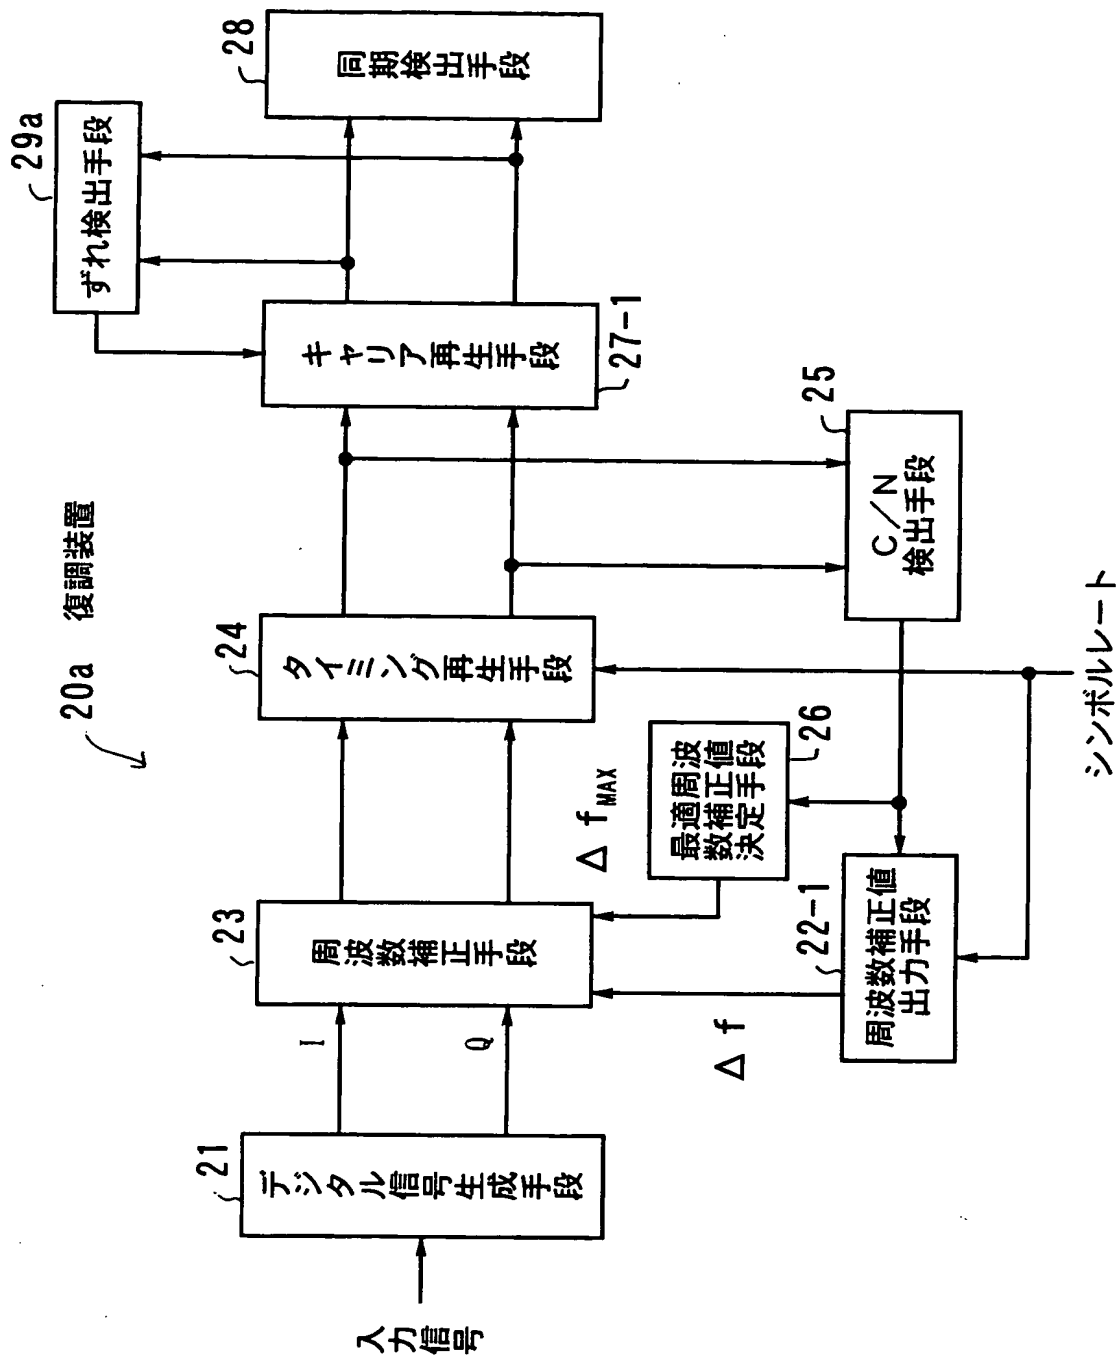 20a 復調装置
入力信号
21
デジタル信号生成手段
I
Q
23
周波数補正手段
24
タイミング再生手段
キャリア再生手段
27-1
29a
ずれ検出手段
28
同期検出手段
Δf
Δf_MAX
22-1
周波数補正値
出力手段
26
最適周波
数補正値
決定手段
25
C/N
検出手段
シンボルレート